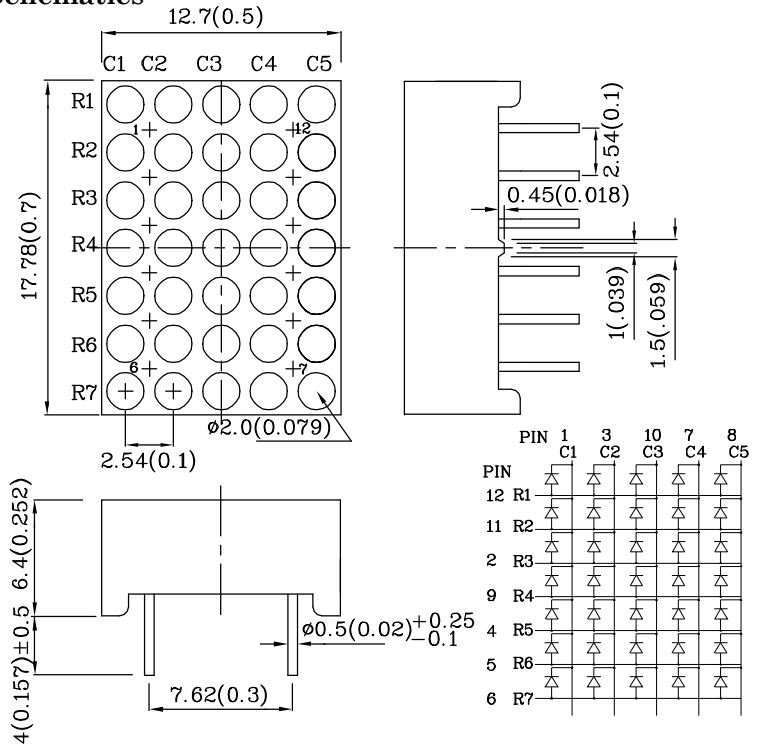 12.7(0.5)
C1 C2 C3 C4 C5
R1
R2
R3
R4
R5
R6
R7
1
12
6
7
17.78(0.7)
2.54(0.1)
ø2.0(0.079)
2.54(0.1)
0.45(0.018)
1(.039)
1.5(.059)
6.4(0.252)
4(0.157)±0.5
ø0.5(0.02)+0.25
−0.1
7.62(0.3)
PIN 1 3 10 7 8
C1 C2 C3 C4 C5
PIN
12 R1
11 R2
2 R3
9 R4
4 R5
5 R6
6 R7